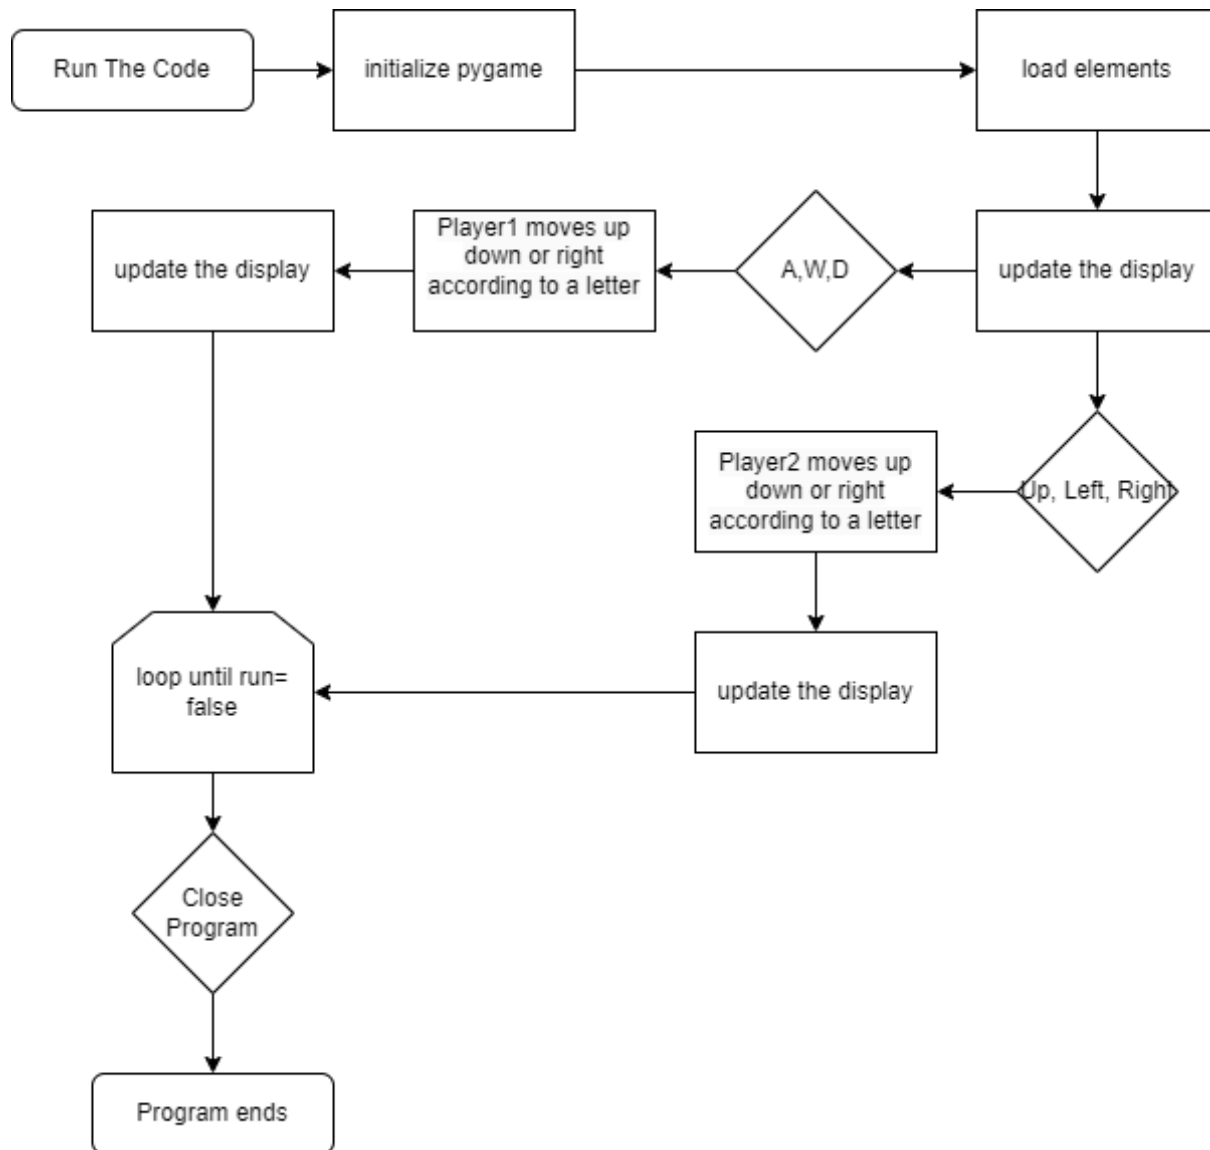 Run The Code
initialize pygame
load elements
update the display
A,W,D
Player1 moves up
down or right
according to a letter
update the display
Up, Left, Right
Player2 moves up
down or right
according to a letter
update the display
loop until run=
false
Close
Program
Program ends